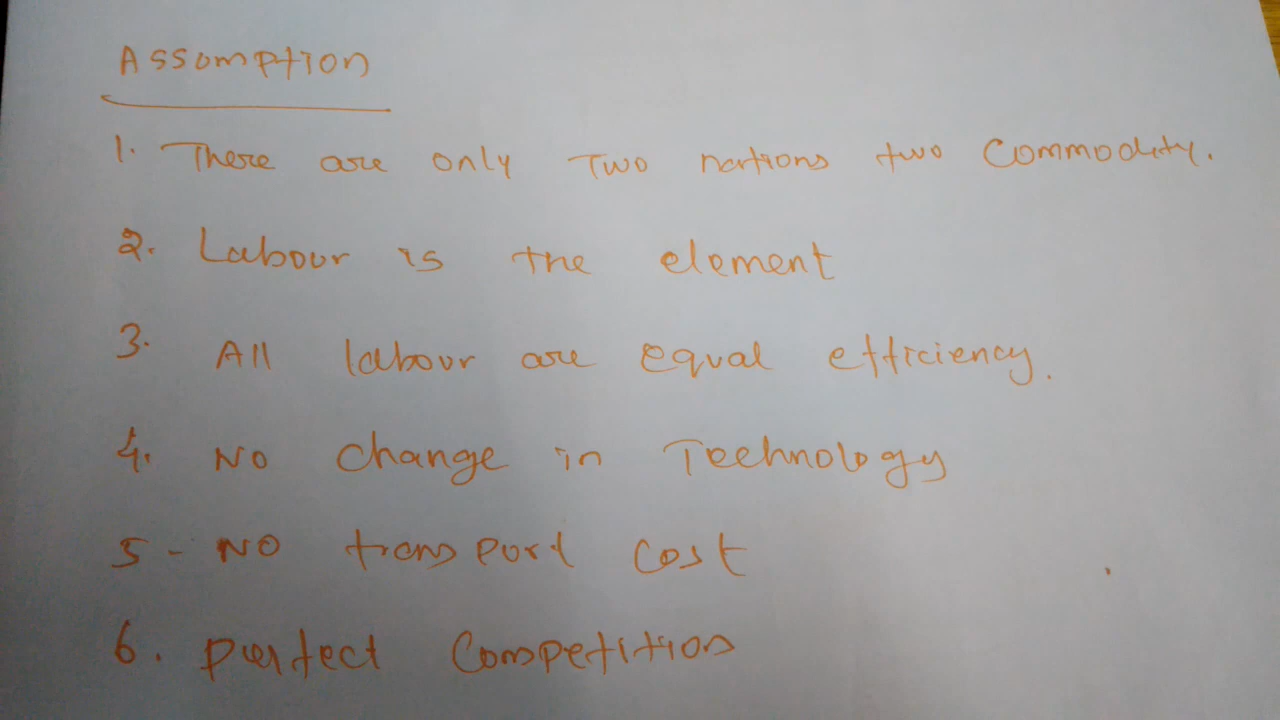 Assomption
1. There are only Two nations two Commodity.
2. Labour is the element
3. All labour are equal efficiency.
4. No change in Technology
5 - No transport cost
6. Perfect Competition